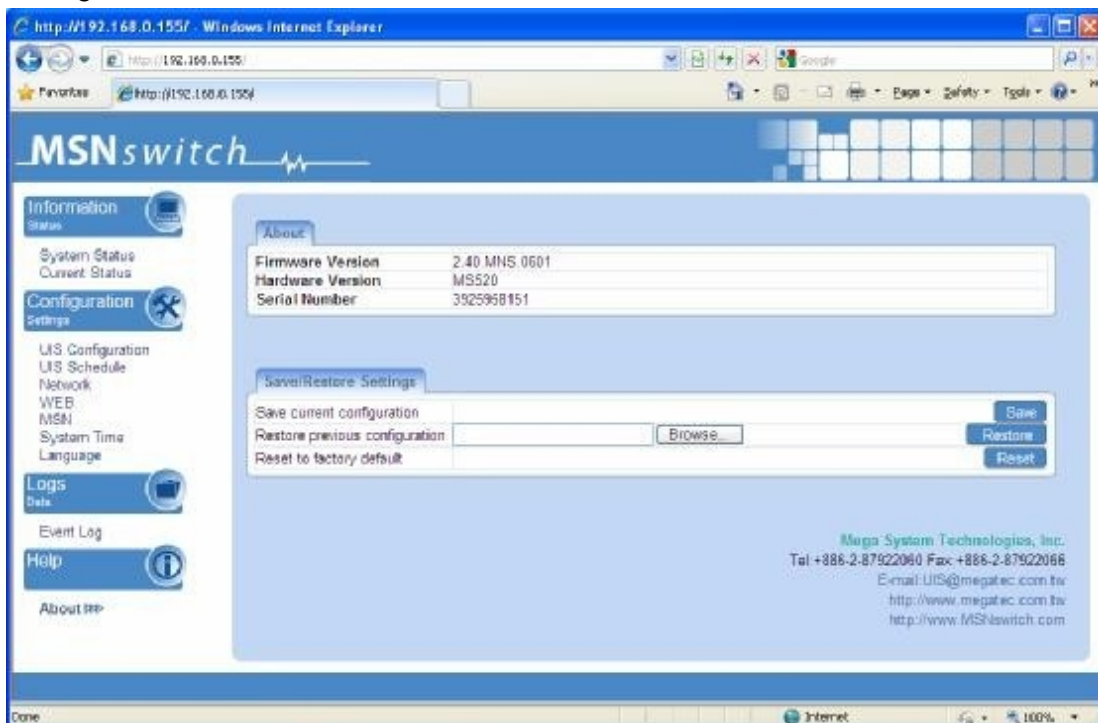 http://192.168.0.155/ - Windows Internet Explorer
http://192.168.0.155/
Google
Favorites
http://192.168.0.155/
Page
Safety
Tools
MSNswitch
Information
Status
System Status
Current Status
Configuration
Settings
UIS Configuration
UIS Schedule
Network
WEB
MSN
System Time
Language
Logs
Data
Event Log
Help
About
About
Firmware Version 2.40.MNS.0601
Hardware Version MS520
Serial Number 3925968151
Save/Restore Settings
Save current configuration Save
Restore previous configuration Browse... Restore
Reset to factory default Reset
Mega System Technologies, Inc.
Tel +886-2-87922060 Fax: +886-2-87922066
E-mail:UIS@megatec.com.tw
http://www.megatec.com.tw
http://www.MSNswitch.com
Done
Internet
100%